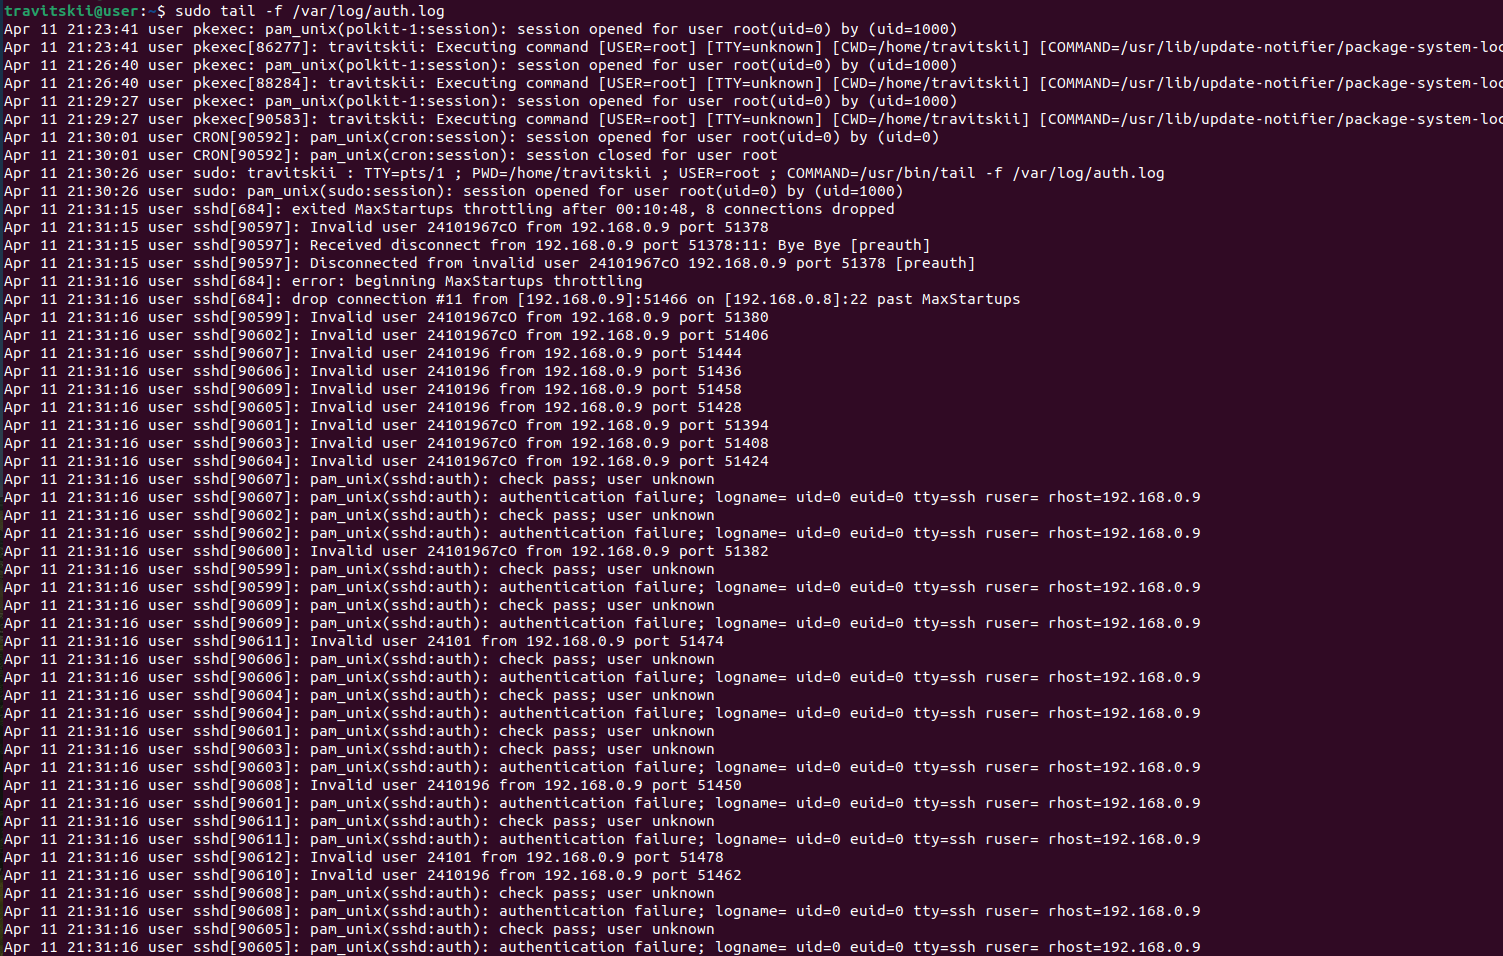 travitskii@user:~$ sudo tail -f /var/log/auth.log
Apr 11 21:23:41 user pkexec: pam_unix(polkit-1:session): session opened for user root(uid=0) by (uid=1000)
Apr 11 21:23:41 user pkexec[86277]: travitskii: Executing command [USER=root] [TTY=unknown] [CWD=/home/travitskii] [COMMAND=/usr/lib/update-notifier/package-system-loc
Apr 11 21:26:40 user pkexec: pam_unix(polkit-1:session): session opened for user root(uid=0) by (uid=1000)
Apr 11 21:26:40 user pkexec[88284]: travitskii: Executing command [USER=root] [TTY=unknown] [CWD=/home/travitskii] [COMMAND=/usr/lib/update-notifier/package-system-loc
Apr 11 21:29:27 user pkexec: pam_unix(polkit-1:session): session opened for user root(uid=0) by (uid=1000)
Apr 11 21:29:27 user pkexec[90583]: travitskii: Executing command [USER=root] [TTY=unknown] [CWD=/home/travitskii] [COMMAND=/usr/lib/update-notifier/package-system-loc
Apr 11 21:30:01 user CRON[90592]: pam_unix(cron:session): session opened for user root(uid=0) by (uid=0)
Apr 11 21:30:01 user CRON[90592]: pam_unix(cron:session): session closed for user root
Apr 11 21:30:26 user sudo: travitskii : TTY=pts/1 ; PWD=/home/travitskii ; USER=root ; COMMAND=/usr/bin/tail -f /var/log/auth.log
Apr 11 21:30:26 user sudo: pam_unix(sudo:session): session opened for user root(uid=0) by (uid=1000)
Apr 11 21:31:15 user sshd[684]: exited MaxStartups throttling after 00:10:48, 8 connections dropped
Apr 11 21:31:15 user sshd[90597]: Invalid user 24101967cO from 192.168.0.9 port 51378
Apr 11 21:31:15 user sshd[90597]: Received disconnect from 192.168.0.9 port 51378:11: Bye Bye [preauth]
Apr 11 21:31:15 user sshd[90597]: Disconnected from invalid user 24101967cO 192.168.0.9 port 51378 [preauth]
Apr 11 21:31:16 user sshd[684]: error: beginning MaxStartups throttling
Apr 11 21:31:16 user sshd[684]: drop connection #11 from [192.168.0.9]:51466 on [192.168.0.8]:22 past MaxStartups
Apr 11 21:31:16 user sshd[90599]: Invalid user 24101967cO from 192.168.0.9 port 51380
Apr 11 21:31:16 user sshd[90602]: Invalid user 24101967cO from 192.168.0.9 port 51406
Apr 11 21:31:16 user sshd[90607]: Invalid user 2410196 from 192.168.0.9 port 51444
Apr 11 21:31:16 user sshd[90606]: Invalid user 2410196 from 192.168.0.9 port 51436
Apr 11 21:31:16 user sshd[90609]: Invalid user 2410196 from 192.168.0.9 port 51458
Apr 11 21:31:16 user sshd[90605]: Invalid user 2410196 from 192.168.0.9 port 51428
Apr 11 21:31:16 user sshd[90601]: Invalid user 24101967cO from 192.168.0.9 port 51394
Apr 11 21:31:16 user sshd[90603]: Invalid user 24101967cO from 192.168.0.9 port 51408
Apr 11 21:31:16 user sshd[90604]: Invalid user 24101967cO from 192.168.0.9 port 51424
Apr 11 21:31:16 user sshd[90607]: pam_unix(sshd:auth): check pass; user unknown
Apr 11 21:31:16 user sshd[90607]: pam_unix(sshd:auth): authentication failure; logname= uid=0 euid=0 tty=ssh ruser= rhost=192.168.0.9
Apr 11 21:31:16 user sshd[90602]: pam_unix(sshd:auth): check pass; user unknown
Apr 11 21:31:16 user sshd[90602]: pam_unix(sshd:auth): authentication failure; logname= uid=0 euid=0 tty=ssh ruser= rhost=192.168.0.9
Apr 11 21:31:16 user sshd[90600]: Invalid user 24101967cO from 192.168.0.9 port 51382
Apr 11 21:31:16 user sshd[90599]: pam_unix(sshd:auth): check pass; user unknown
Apr 11 21:31:16 user sshd[90599]: pam_unix(sshd:auth): authentication failure; logname= uid=0 euid=0 tty=ssh ruser= rhost=192.168.0.9
Apr 11 21:31:16 user sshd[90609]: pam_unix(sshd:auth): check pass; user unknown
Apr 11 21:31:16 user sshd[90609]: pam_unix(sshd:auth): authentication failure; logname= uid=0 euid=0 tty=ssh ruser= rhost=192.168.0.9
Apr 11 21:31:16 user sshd[90611]: Invalid user 24101 from 192.168.0.9 port 51474
Apr 11 21:31:16 user sshd[90606]: pam_unix(sshd:auth): check pass; user unknown
Apr 11 21:31:16 user sshd[90606]: pam_unix(sshd:auth): authentication failure; logname= uid=0 euid=0 tty=ssh ruser= rhost=192.168.0.9
Apr 11 21:31:16 user sshd[90604]: pam_unix(sshd:auth): check pass; user unknown
Apr 11 21:31:16 user sshd[90604]: pam_unix(sshd:auth): authentication failure; logname= uid=0 euid=0 tty=ssh ruser= rhost=192.168.0.9
Apr 11 21:31:16 user sshd[90601]: pam_unix(sshd:auth): check pass; user unknown
Apr 11 21:31:16 user sshd[90603]: pam_unix(sshd:auth): check pass; user unknown
Apr 11 21:31:16 user sshd[90603]: pam_unix(sshd:auth): authentication failure; logname= uid=0 euid=0 tty=ssh ruser= rhost=192.168.0.9
Apr 11 21:31:16 user sshd[90608]: Invalid user 2410196 from 192.168.0.9 port 51450
Apr 11 21:31:16 user sshd[90601]: pam_unix(sshd:auth): authentication failure; logname= uid=0 euid=0 tty=ssh ruser= rhost=192.168.0.9
Apr 11 21:31:16 user sshd[90611]: pam_unix(sshd:auth): check pass; user unknown
Apr 11 21:31:16 user sshd[90611]: pam_unix(sshd:auth): authentication failure; logname= uid=0 euid=0 tty=ssh ruser= rhost=192.168.0.9
Apr 11 21:31:16 user sshd[90612]: Invalid user 24101 from 192.168.0.9 port 51478
Apr 11 21:31:16 user sshd[90610]: Invalid user 2410196 from 192.168.0.9 port 51462
Apr 11 21:31:16 user sshd[90608]: pam_unix(sshd:auth): check pass; user unknown
Apr 11 21:31:16 user sshd[90608]: pam_unix(sshd:auth): authentication failure; logname= uid=0 euid=0 tty=ssh ruser= rhost=192.168.0.9
Apr 11 21:31:16 user sshd[90605]: pam_unix(sshd:auth): check pass; user unknown
Apr 11 21:31:16 user sshd[90605]: pam_unix(sshd:auth): authentication failure; logname= uid=0 euid=0 tty=ssh ruser= rhost=192.168.0.9